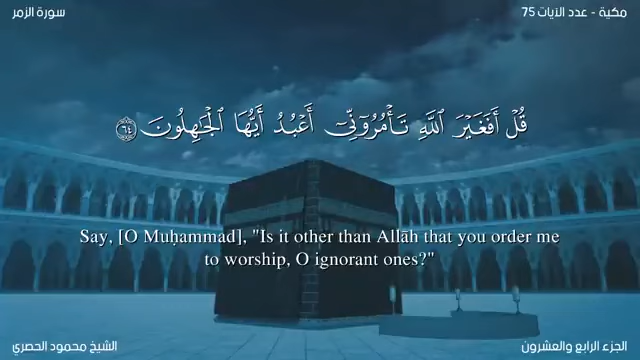 سورة الزمر
مكية - عدد الآيات 75
قُلۡ أَفَغَيۡرَ ٱللَّهِ تَأۡمُرُوٓنِّيٓ أَعۡبُدُ أَيُّهَا ٱلۡجَٰهِلُونَ ٦٤
Say, [O Muḥammad], "Is it other than Allāh that you order me
to worship, O ignorant ones?"
الشيخ محمود الحصري
الجزء الرابع والعشرون